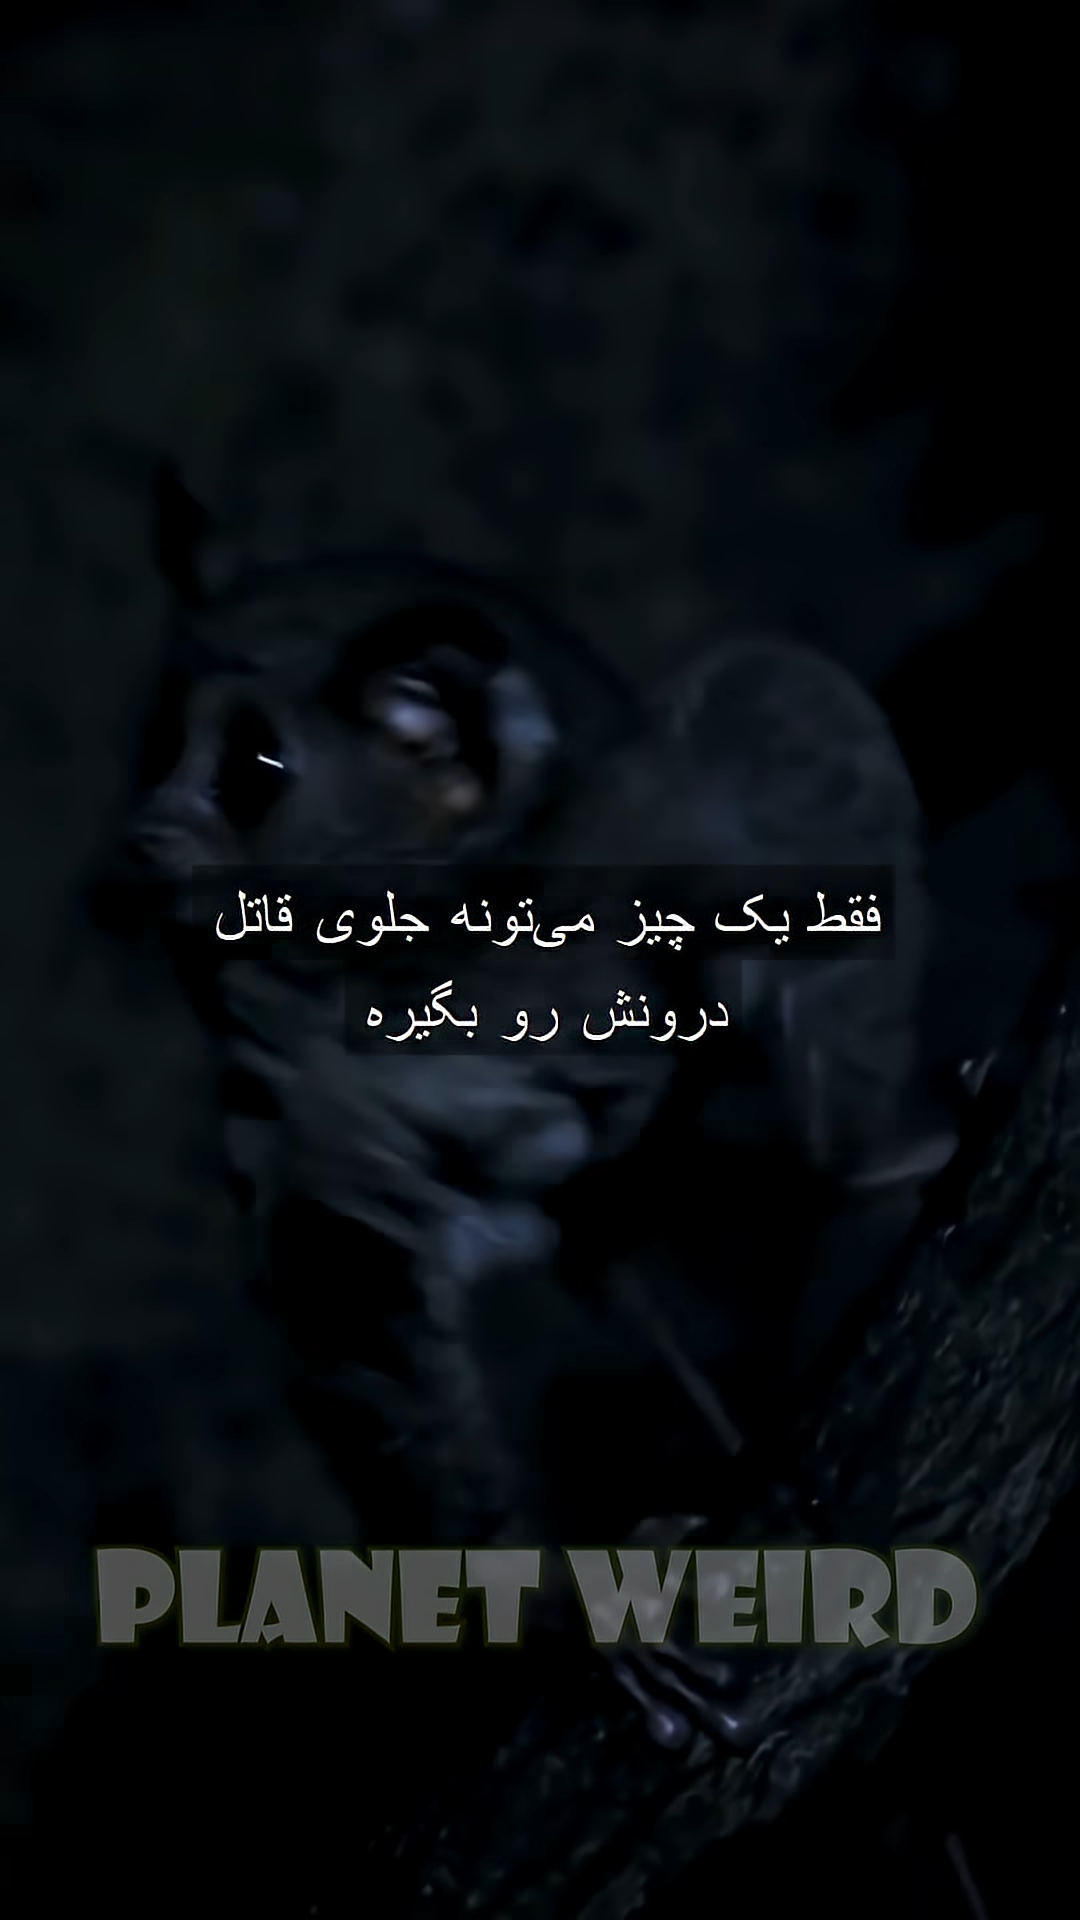 فقط یک چیز می‌تونه جلوی قاتل
درونش رو بگیره
PLANET WEIRD